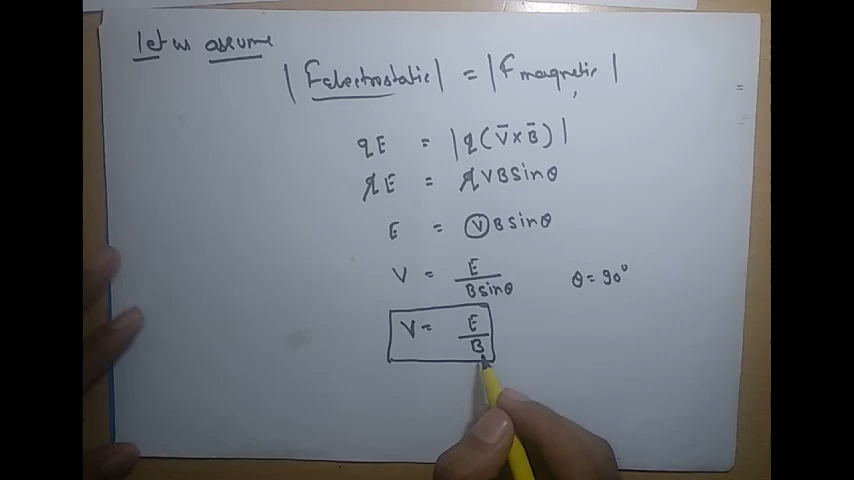 Let us assume
|Felectrostatic| = |Fmagnetic|
qE = |q(V̄×B̄)|
qE = qVBsinθ
E = VBsinθ
V = E/Bsinθ θ=90°
V= E/B